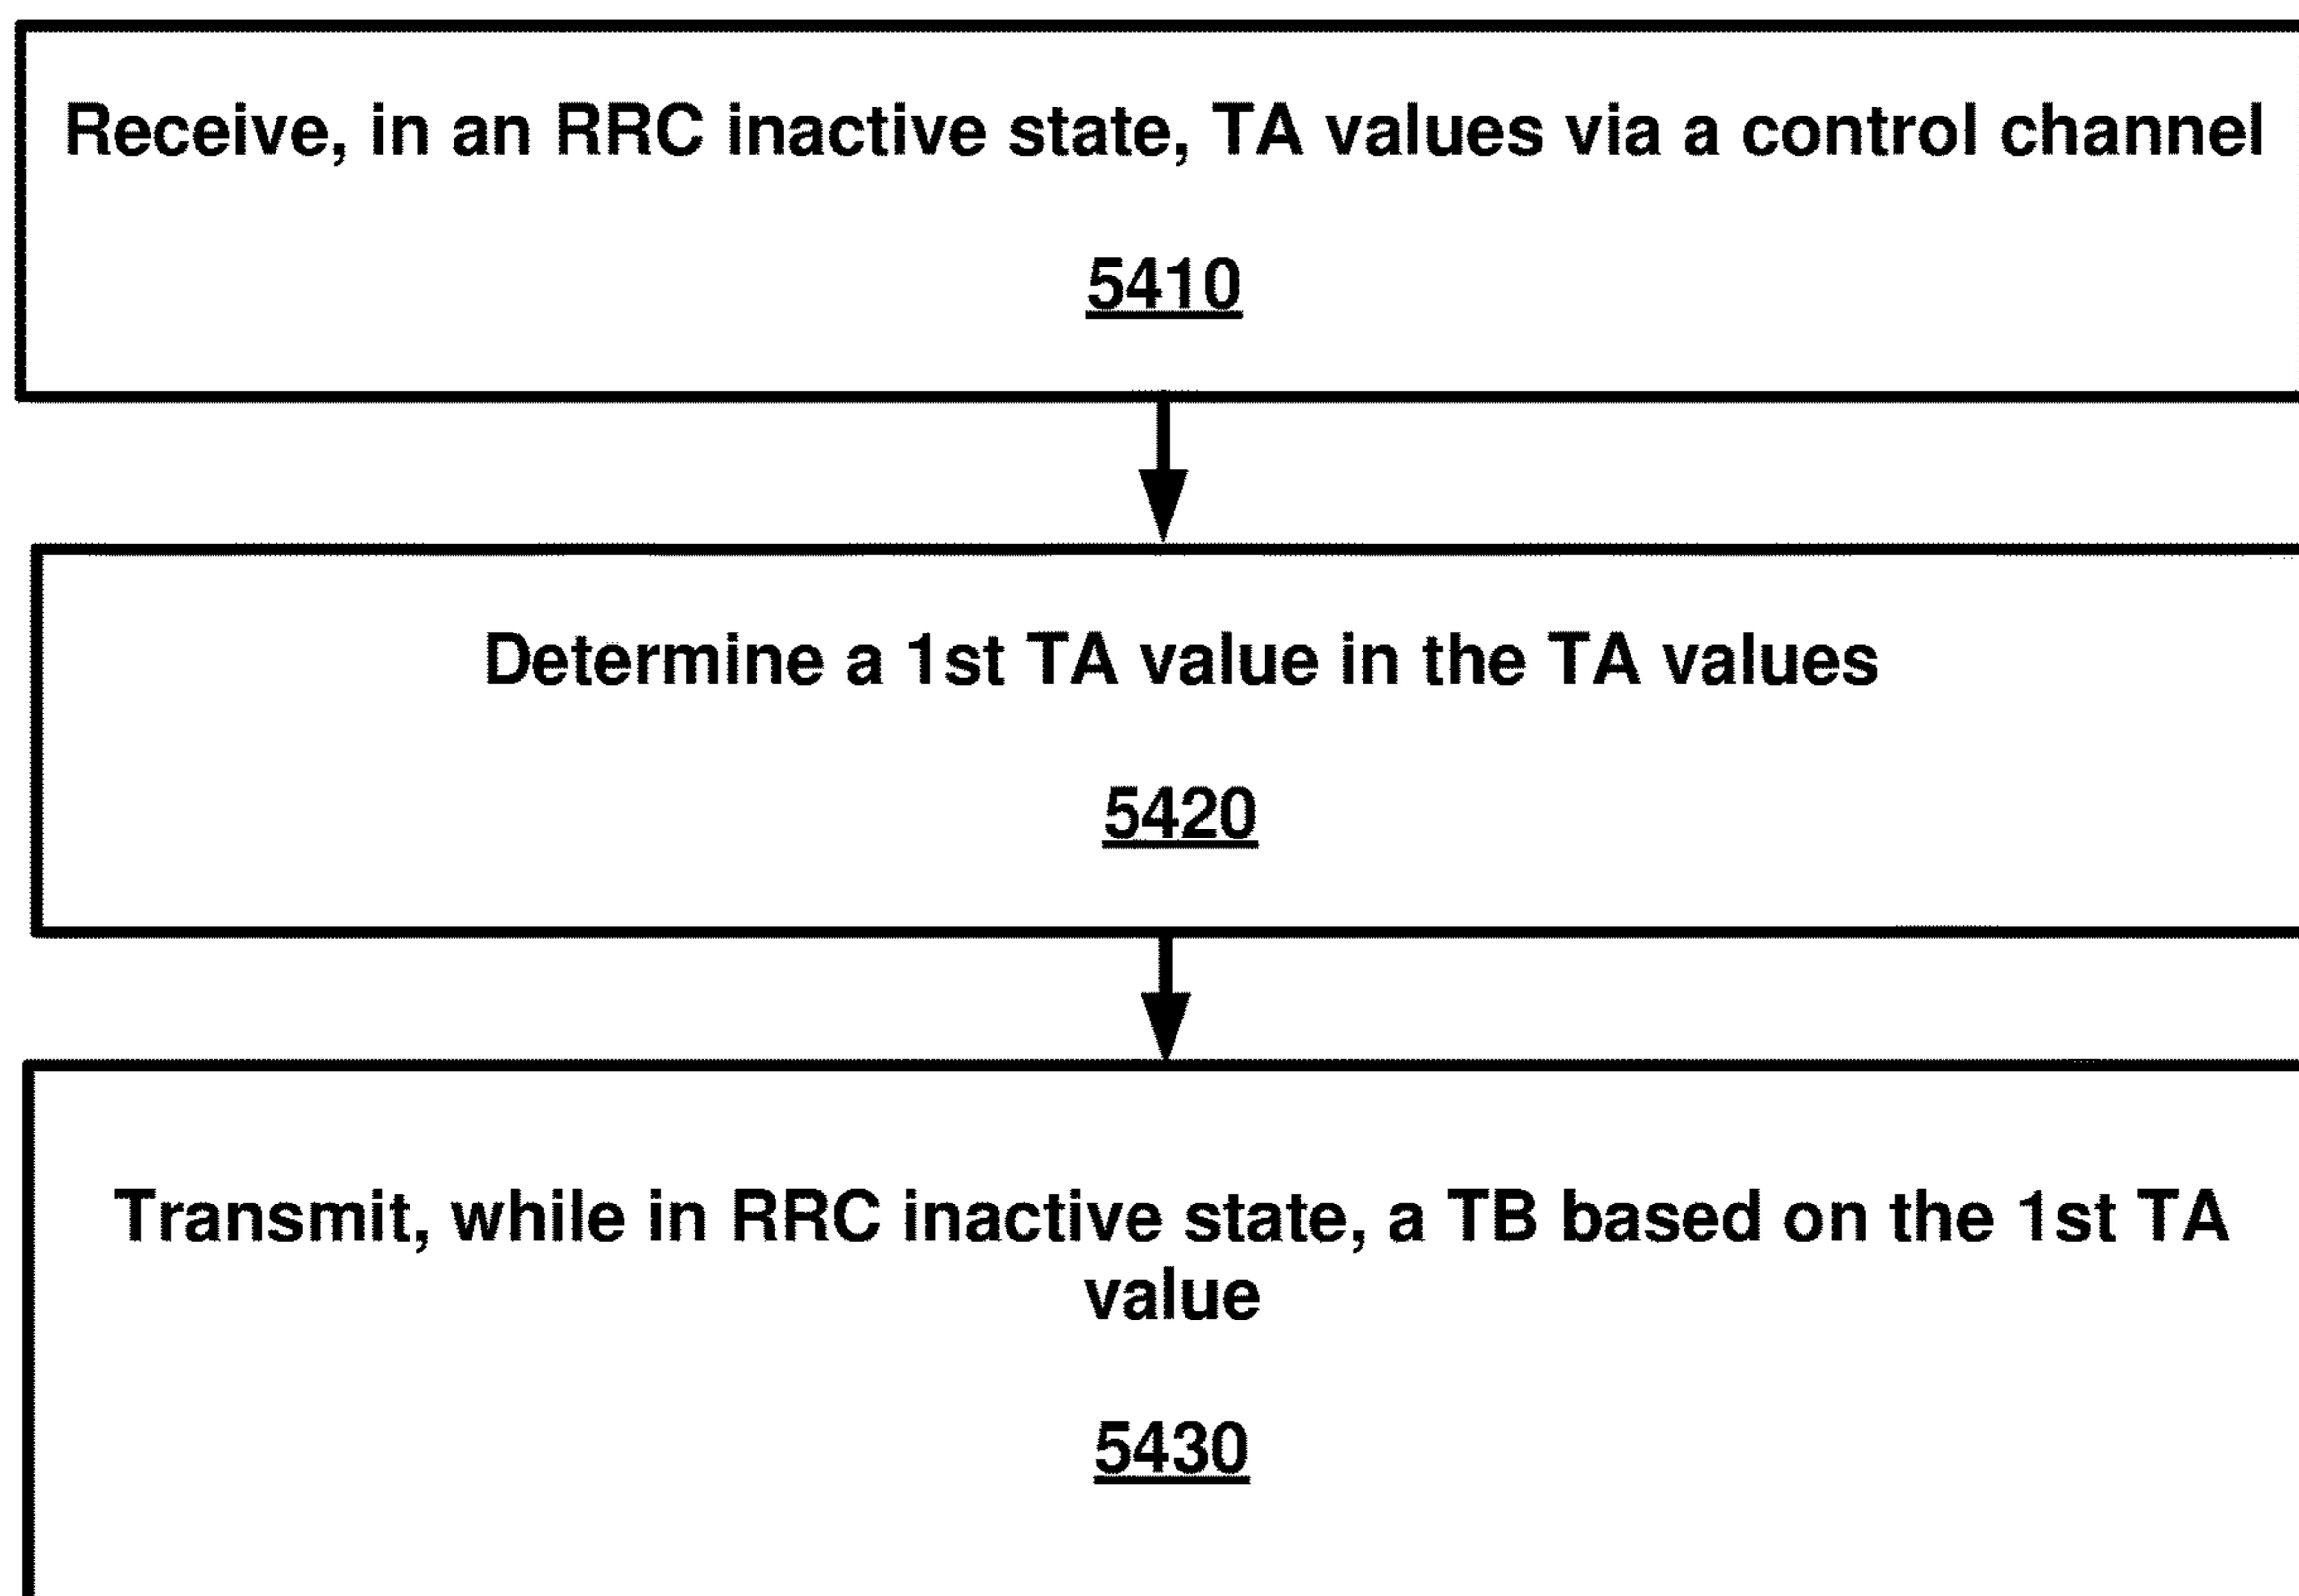 Receive, in an RRC inactive state, TA values via a control channel
5410
Determine a 1st TA value in the TA values
5420
Transmit, while in RRC inactive state, a TB based on the 1st TA
value
5430